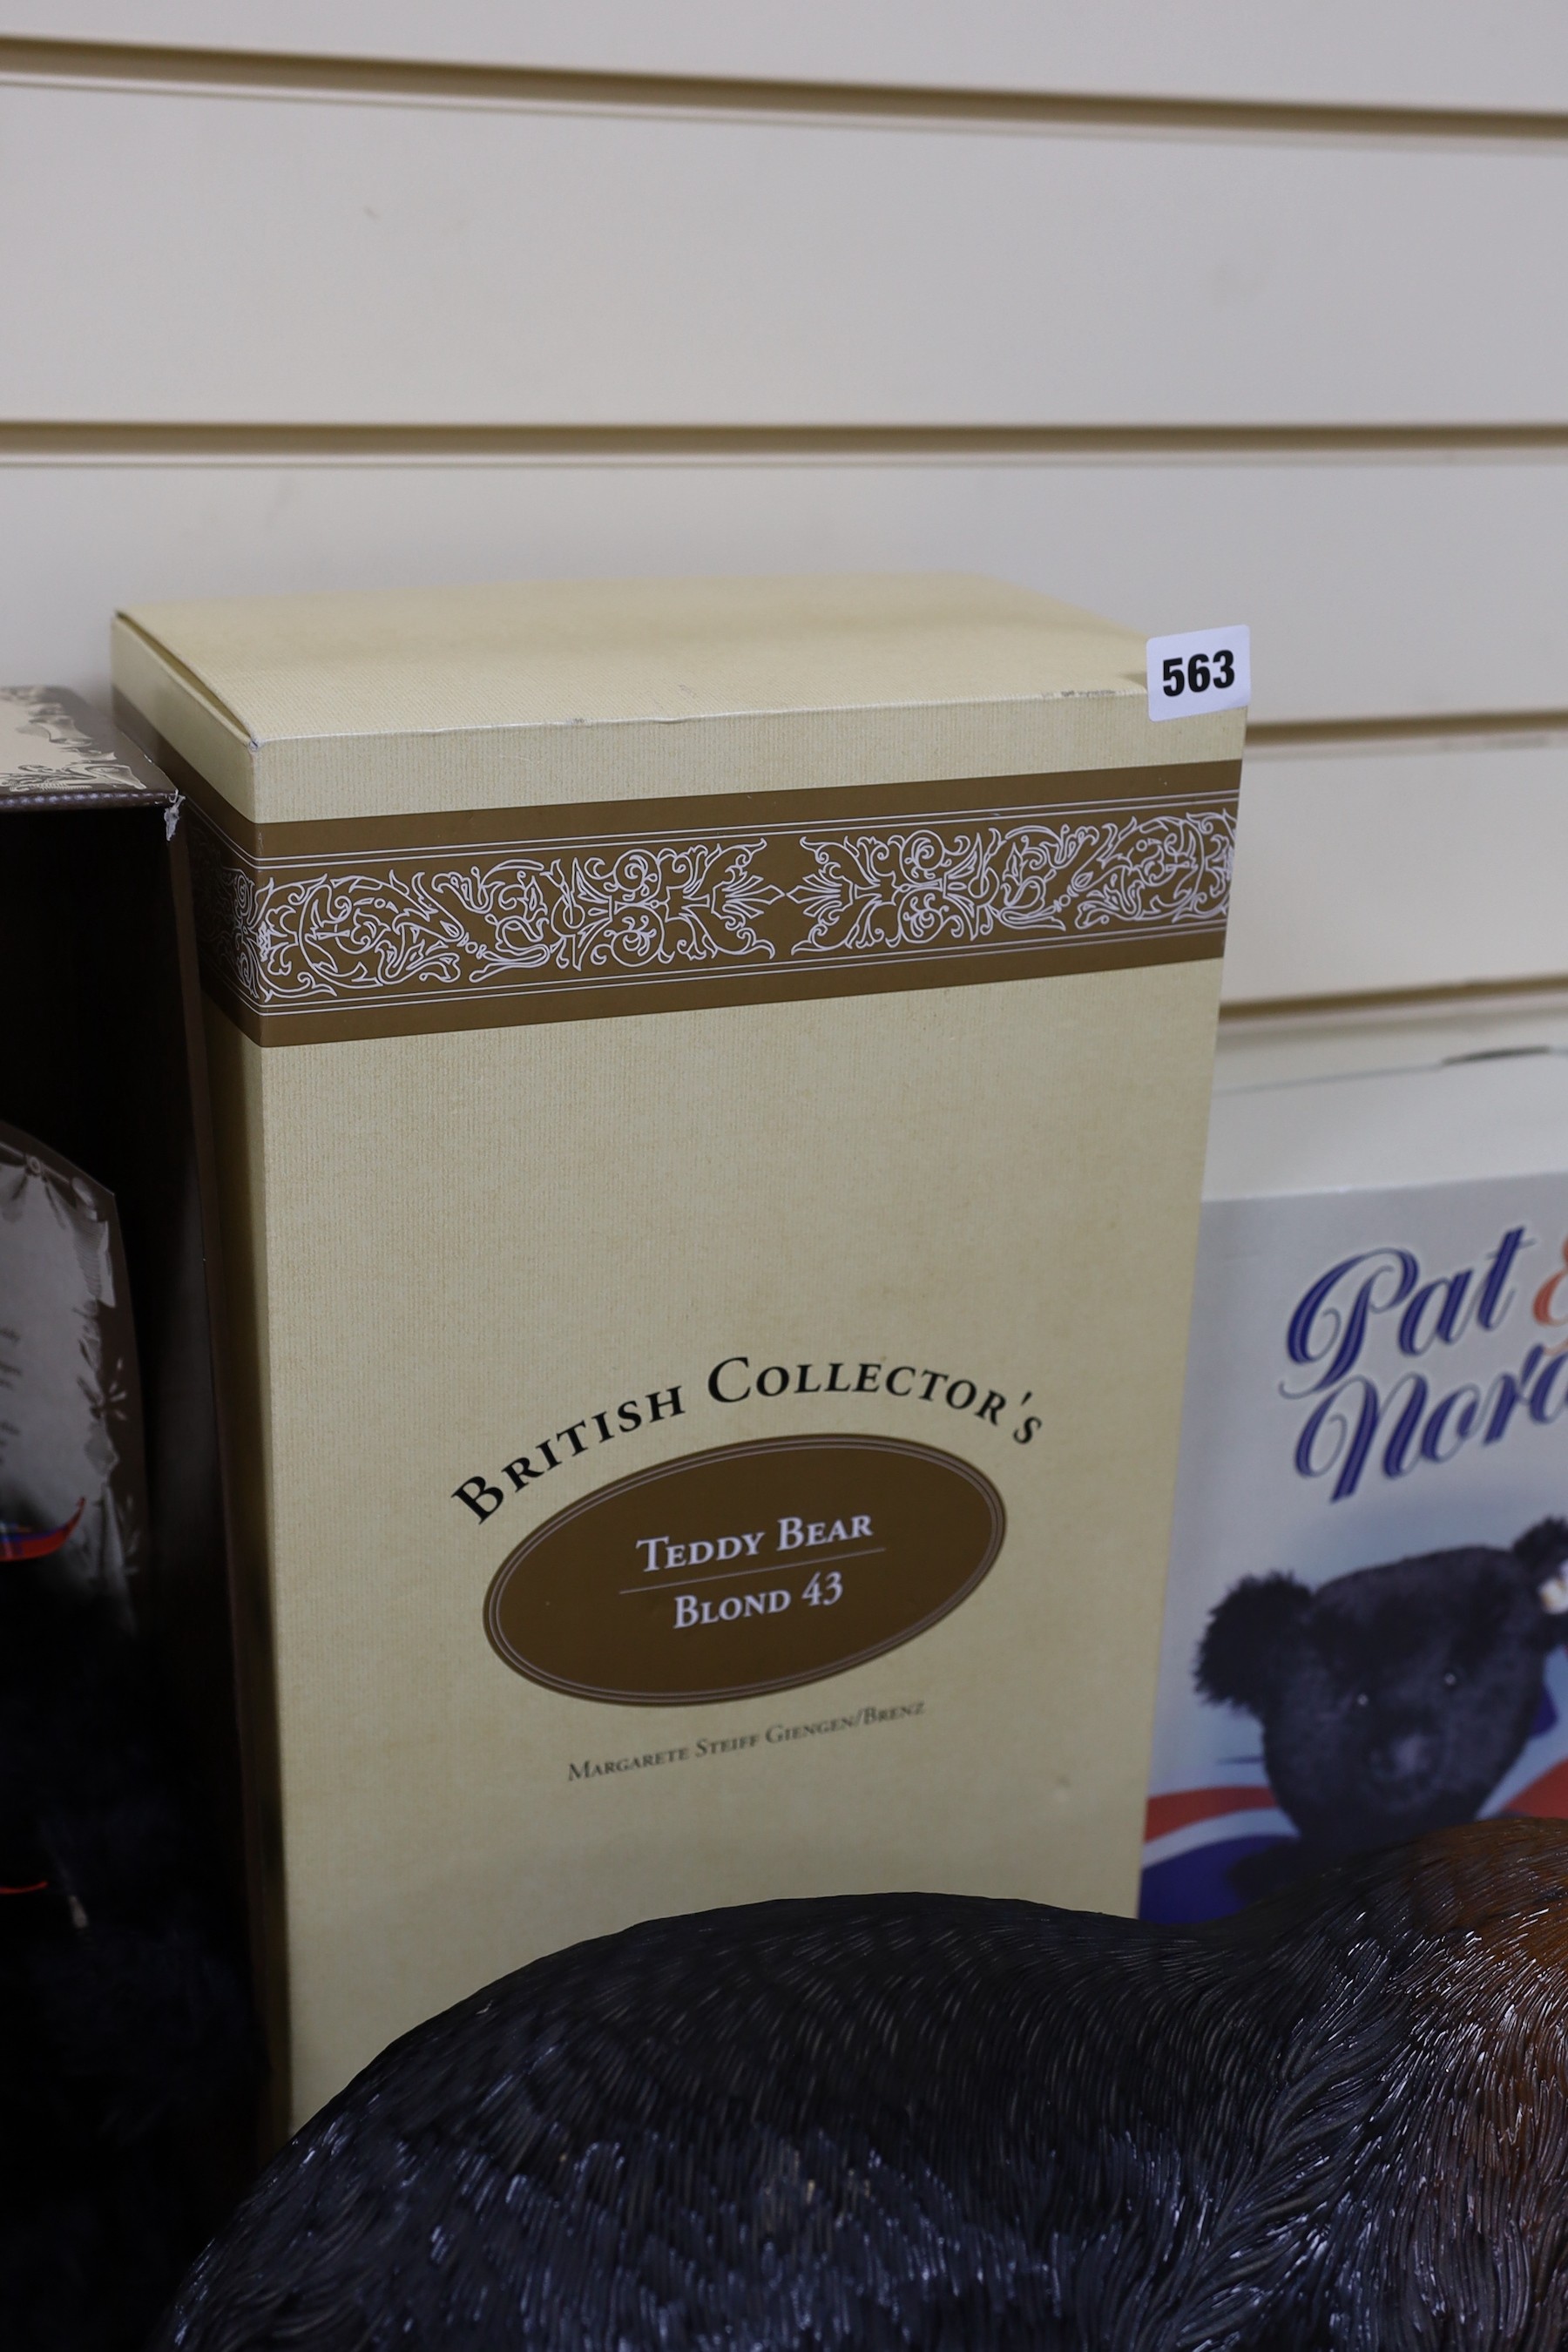 563
BRITISH COLLECTOR'S
TEDDY BEAR
BLOND 43
MARGARETE STEIFF GIENGEN/BRENZ
Pat &